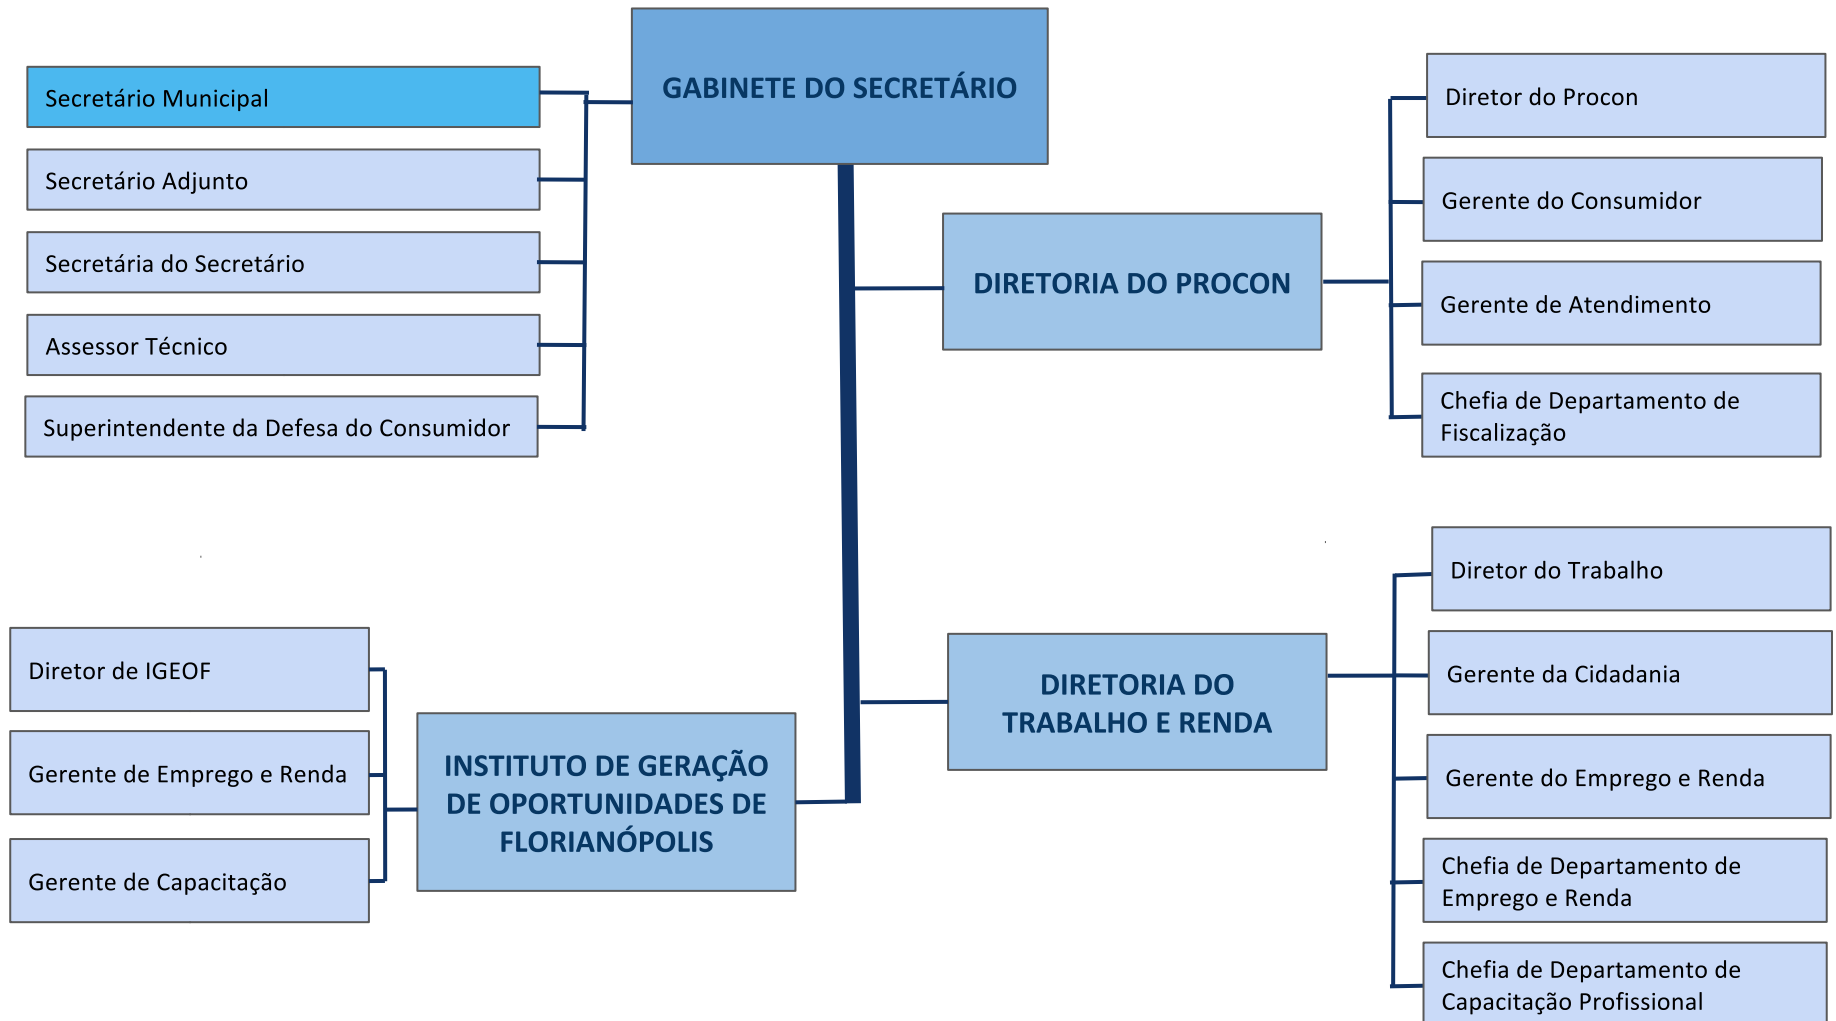 GABINETE DO SECRETÁRIO
Secretário Municipal
Secretário Adjunto
Secretária do Secretário
Assessor Técnico
Superintendente da Defesa do Consumidor
DIRETORIA DO PROCON
Diretor do Procon
Gerente do Consumidor
Gerente de Atendimento
Chefia de Departamento de
Fiscalização
DIRETORIA DO
TRABALHO E RENDA
Diretor do Trabalho
Gerente da Cidadania
Gerente do Emprego e Renda
Chefia de Departamento de
Emprego e Renda
Chefia de Departamento de
Capacitação Profissional
INSTITUTO DE GERAÇÃO
DE OPORTUNIDADES DE
FLORIANÓPOLIS
Diretor de IGEOF
Gerente de Emprego e Renda
Gerente de Capacitação